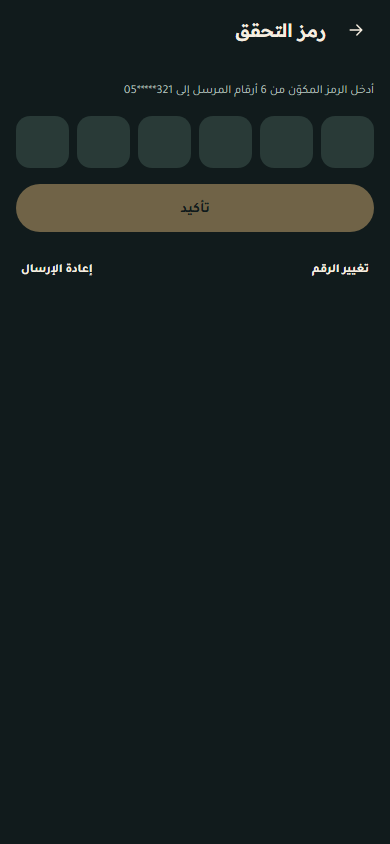 رمز التحقق
أدخل الرمز المكوّن من 6 أرقام المرسل إلى 05*****321
تأكيد
تغيير الرقم
إعادة الإرسال